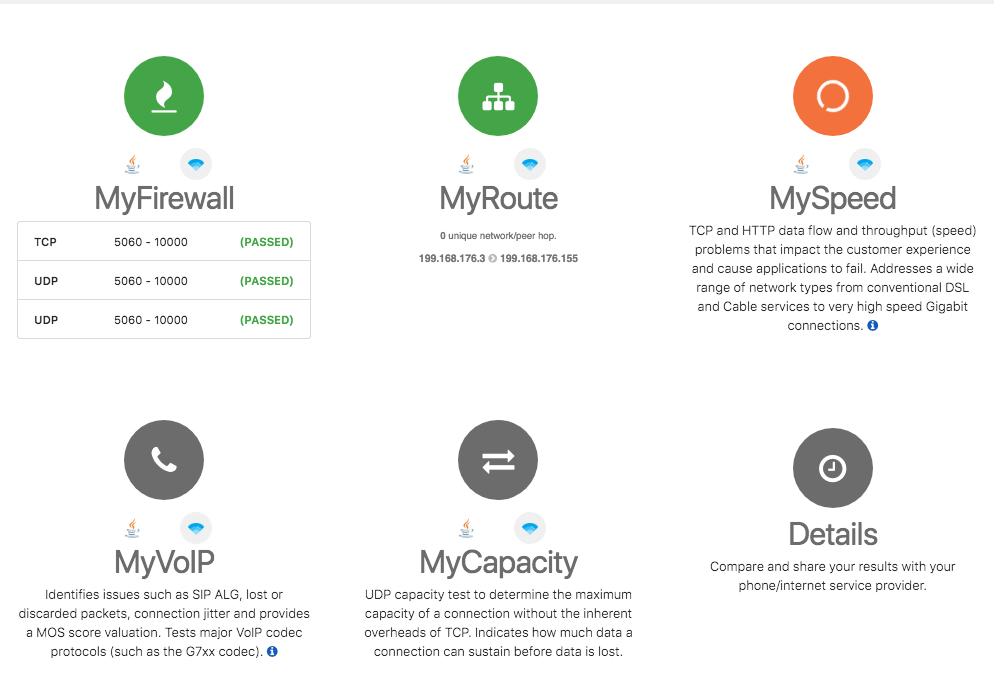 MyFirewall
TCP 5060 - 10000 (PASSED)
UDP 5060 - 10000 (PASSED)
UDP 5060 - 10000 (PASSED)
MyRoute
0 unique network/peer hop.
199.168.176.3 199.168.176.155
MySpeed
TCP and HTTP data flow and throughput (speed)
problems that impact the customer experience
and cause applications to fail. Addresses a wide
range of network types from conventional DSL
and Cable services to very high speed Gigabit
connections.
MyVoIP
Identifies issues such as SIP ALG, lost or
discarded packets, connection jitter and provides
a MOS score valuation. Tests major VoIP codec
protocols (such as the G7xx codec).
MyCapacity
UDP capacity test to determine the maximum
capacity of a connection without the inherent
overheads of TCP. Indicates how much data a
connection can sustain before data is lost.
Details
Compare and share your results with your
phone/internet service provider.